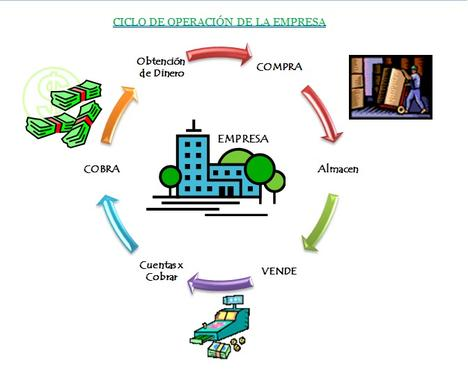 CICLO DE OPERACIÓN DE LA EMPRESA
Obtención
de Dinero
COMPRA
EMPRESA
COBRA
Almacen
Cuentas x
Cobrar
VENDE